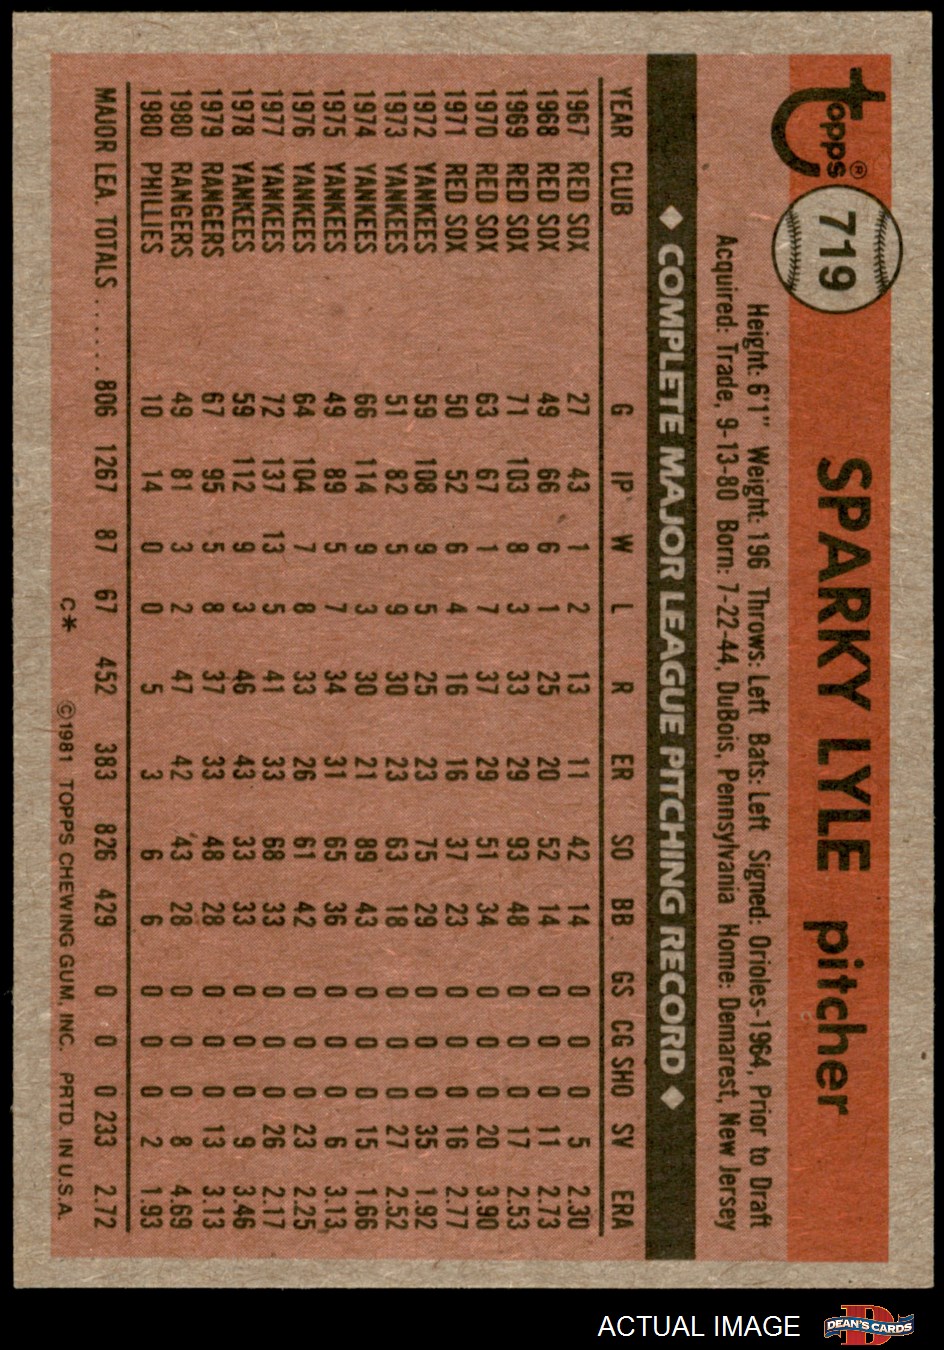 Topps®
719 SPARKY LYLE pitcher
Height: 6'1" Weight: 196 Throws: Left Bats: Left Signed: Orioles-1964, Prior to Draft
Acquired: Trade, 9-13-80 Born: 7-22-44, DuBois, Pennsylvania Home: Demarest, New Jersey
◆ COMPLETE MAJOR LEAGUE PITCHING RECORD ◆
YEAR CLUB G IP W L R ER SO BB GS CG SHO SV ERA
1967 RED SOX 27 43 1 2 13 11 42 14 0 0 0 5 2.30
1968 RED SOX 49 66 6 1 25 20 52 14 0 0 0 11 2.73
1969 RED SOX 71 103 8 3 33 29 93 48 0 0 0 17 2.53
1970 RED SOX 63 67 1 7 37 29 51 34 0 0 0 20 3.90
1971 RED SOX 50 52 6 4 16 16 37 23 0 0 0 16 2.77
1972 YANKEES 59 108 9 5 25 23 75 29 0 0 0 35 1.92
1973 YANKEES 51 82 5 9 30 23 63 18 0 0 0 27 2.52
1974 YANKEES 66 114 9 3 30 21 89 43 0 0 0 15 1.66
1975 YANKEES 49 89 5 7 34 31 65 36 0 0 0 6 3.13
1976 YANKEES 64 104 7 8 33 26 61 42 0 0 0 23 2.25
1977 YANKEES 72 137 13 5 41 33 68 33 0 0 0 26 2.17
1978 YANKEES 59 112 9 3 46 43 33 33 0 0 0 9 3.46
1979 RANGERS 67 95 5 8 37 33 48 28 0 0 0 13 3.13
1980 RANGERS 49 81 3 2 47 42 43 28 0 0 0 8 4.69
1980 PHILLIES 10 14 0 0 5 3 6 6 0 0 0 2 1.93
MAJOR LEA. TOTALS ...... 806 1267 87 67 452 383 826 429 0 0 0 233 2.72
C* ©1981 TOPPS CHEWING GUM, INC. PRTD. IN U.S.A.
ACTUAL IMAGE DEAN'S CARDS